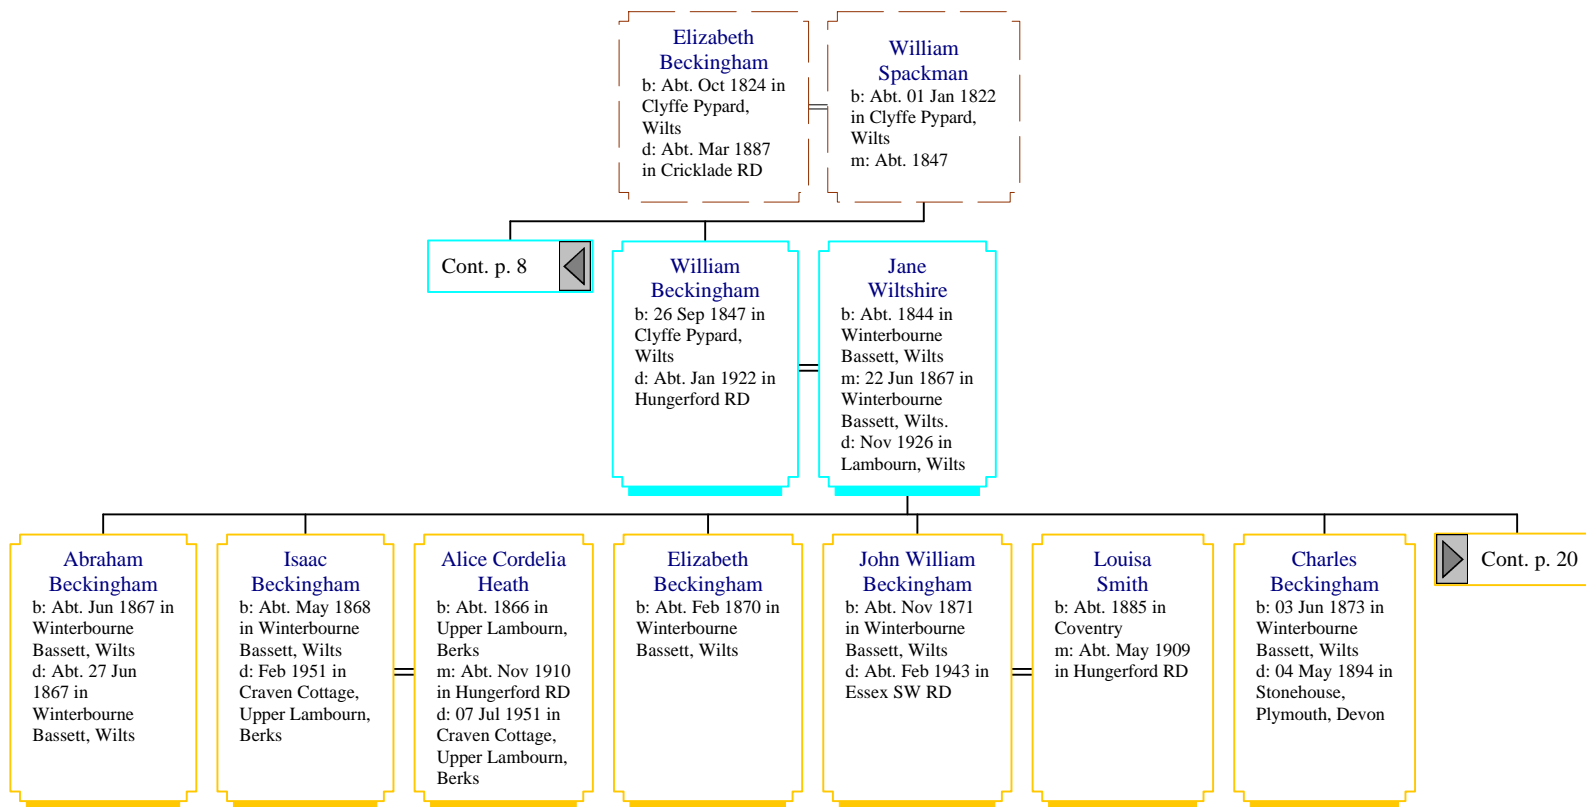 Elizabeth
Beckingham
b: Abt. Oct 1824 in
Clyffe Pypard,
Wilts
d: Abt. Mar 1887
in Cricklade RD
William
Spackman
b: Abt. 01 Jan 1822
in Clyffe Pypard,
Wilts
m: Abt. 1847
Cont. p. 8
William
Beckingham
b: 26 Sep 1847 in
Clyffe Pypard,
Wilts
d: Abt. Jan 1922 in
Hungerford RD
Jane
Wiltshire
b: Abt. 1844 in
Winterbourne
Bassett, Wilts
m: 22 Jun 1867 in
Winterbourne
Bassett, Wilts.
d: Nov 1926 in
Lambourn, Wilts
Abraham
Beckingham
b: Abt. Jun 1867 in
Winterbourne
Bassett, Wilts
d: Abt. 27 Jun
1867 in
Winterbourne
Bassett, Wilts
Isaac
Beckingham
b: Abt. May 1868
in Winterbourne
Bassett, Wilts
d: Feb 1951 in
Craven Cottage,
Upper Lambourn,
Berks
Alice Cordelia
Heath
b: Abt. 1866 in
Upper Lambourn,
Berks
m: Abt. Nov 1910
in Hungerford RD
d: 07 Jul 1951 in
Craven Cottage,
Upper Lambourn,
Berks
Elizabeth
Beckingham
b: Abt. Feb 1870 in
Winterbourne
Bassett, Wilts
John William
Beckingham
b: Abt. Nov 1871
in Winterbourne
Bassett, Wilts
d: Abt. Feb 1943 in
Essex SW RD
Louisa
Smith
b: Abt. 1885 in
Coventry
m: Abt. May 1909
in Hungerford RD
Charles
Beckingham
b: 03 Jun 1873 in
Winterbourne
Bassett, Wilts
d: 04 May 1894 in
Stonehouse,
Plymouth, Devon
Cont. p. 20